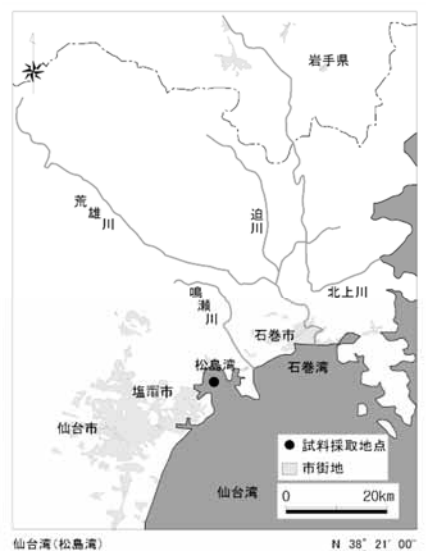 岩手県
荒雄川
迫川
鳴瀬川
北上川
石巻市
松島湾
石巻湾
塩竈市
仙台市
試料採取地点
市街地
0 20km
仙台湾
仙台湾(松島湾)
N 38° 21′ 00″